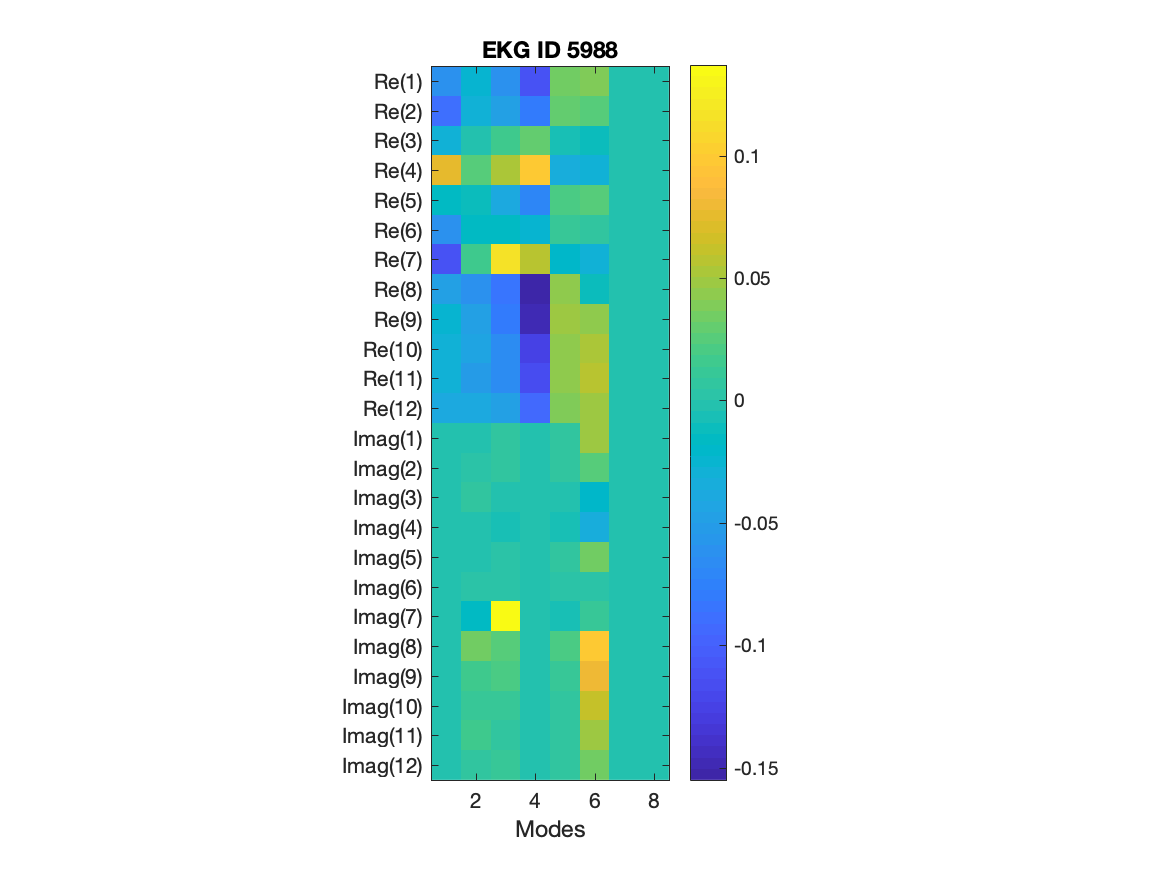 EKG ID 5988
Re(1)
Re(2)
Re(3)
Re(4)
Re(5)
Re(6)
Re(7)
Re(8)
Re(9)
Re(10)
Re(11)
Re(12)
Imag(1)
Imag(2)
Imag(3)
Imag(4)
Imag(5)
Imag(6)
Imag(7)
Imag(8)
Imag(9)
Imag(10)
Imag(11)
Imag(12)
2 4 6 8
Modes
0.1
0.05
0
-0.05
-0.1
-0.15